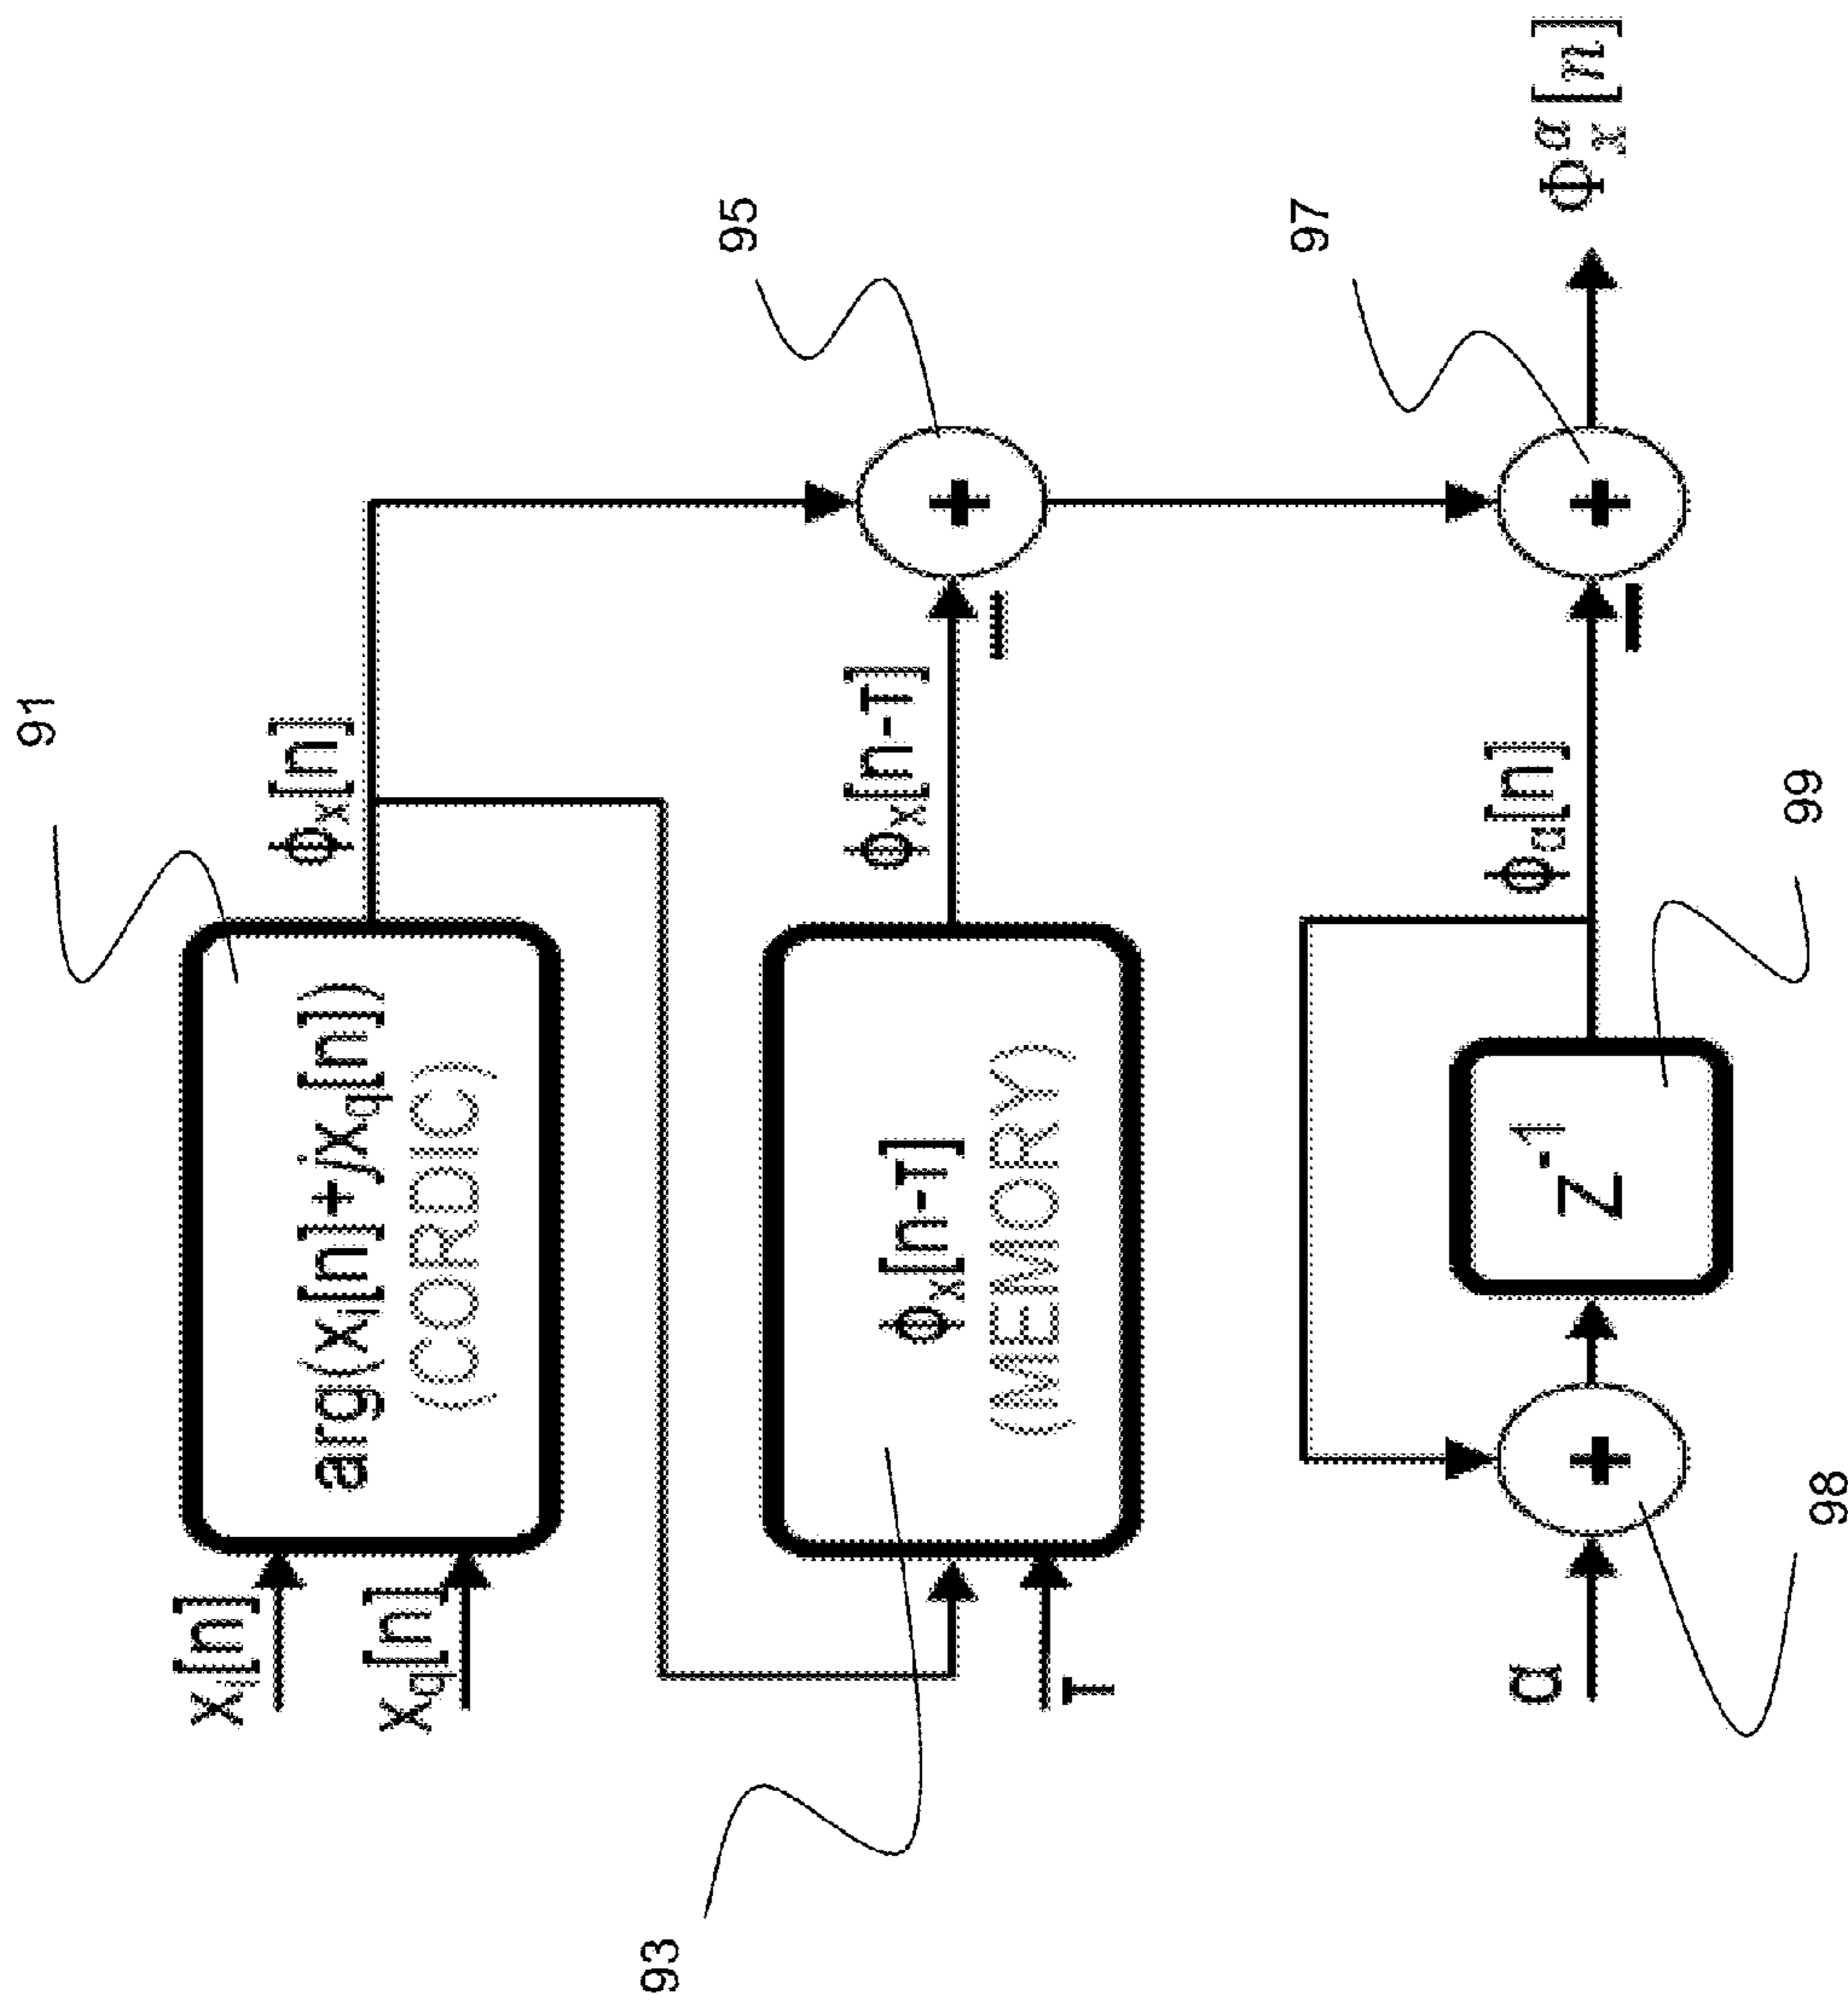 91
x_i[n]
x_q[n]
arg(x_i[n]+jx_q[n])
(CORDIC)
ϕ_x[n]
93
τ
ϕ_x[n-τ]
(MEMORY)
ϕ_x[n-τ]
+
−
95
α
+
98
Z^{-1}
99
ϕ_α[n]
+
−
97
Φ_x^α[n]